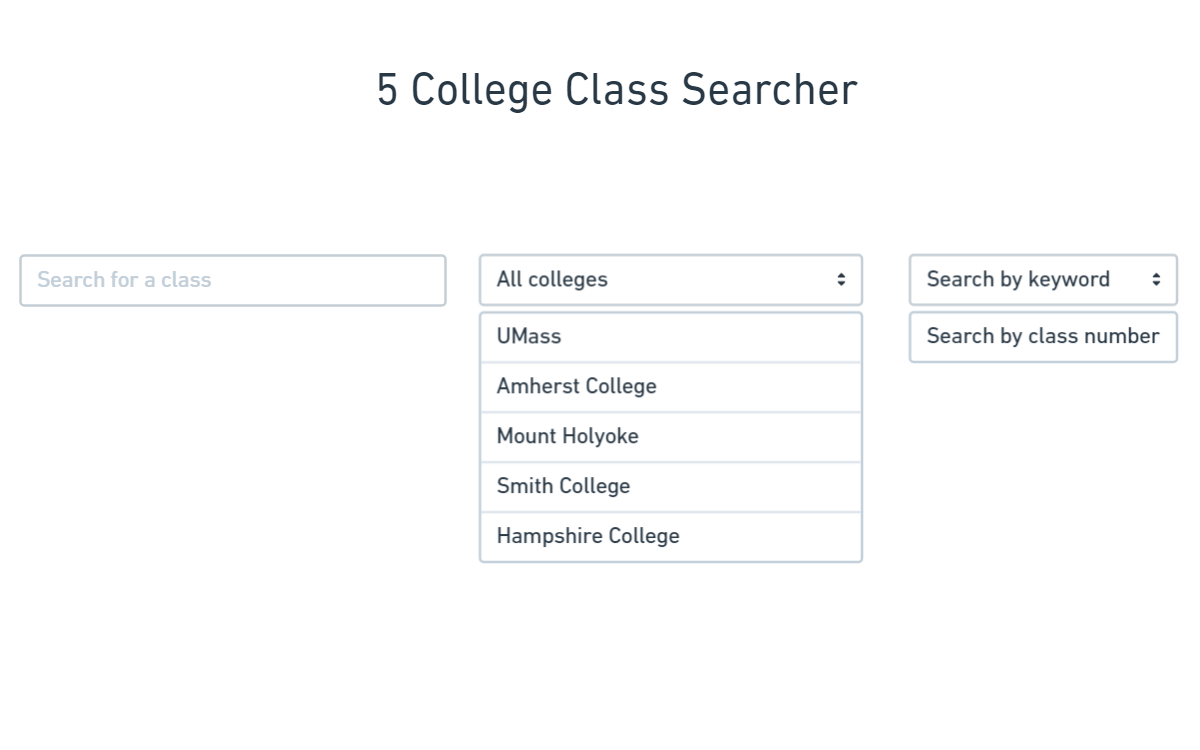 5 College Class Searcher
Search for a class
All colleges
UMass
Amherst College
Mount Holyoke
Smith College
Hampshire College
Search by keyword
Search by class number